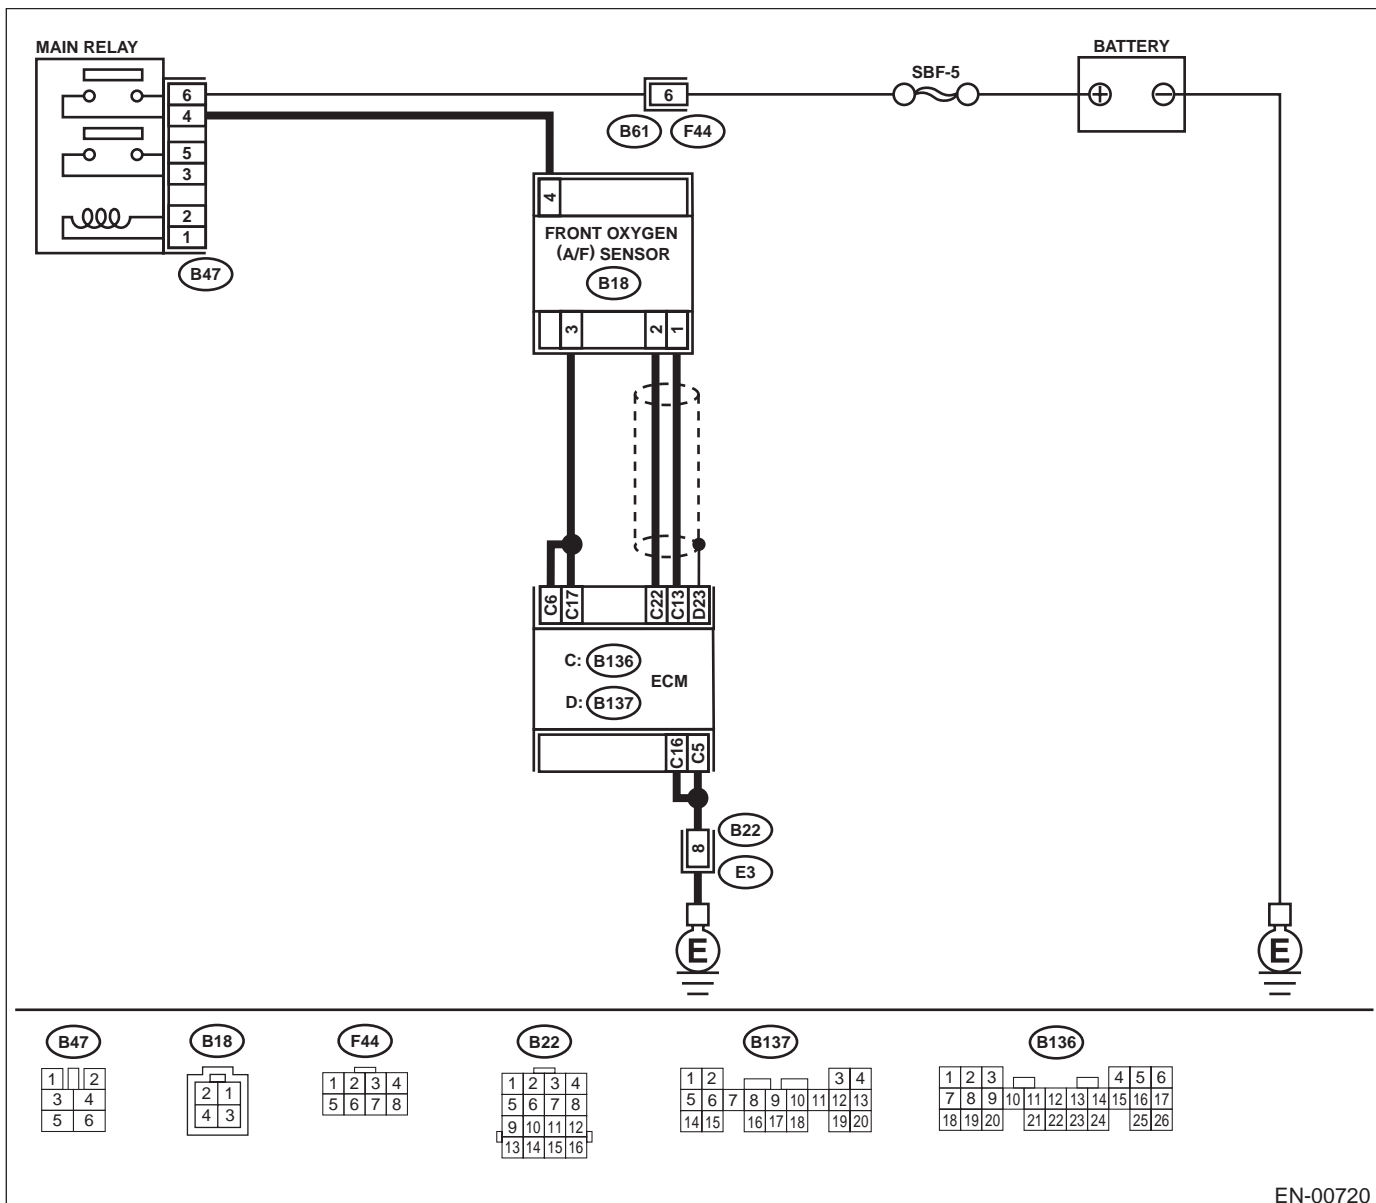 MAIN RELAY
BATTERY
SBF-5
6
4
5
3
2
1
B47
6
B61 F44
4
FRONT OXYGEN
(A/F) SENSOR
B18
3 2 1
C6 C17 C22 C13 D23
C: B136
ECM
D: B137
C16 C5
8
B22
E3
E E
B47 B18 F44 B22 B137 B136
1 2
3 4
5 6
2 1
4 3
1 2 3 4
5 6 7 8
1 2 3 4
5 6 7 8
9 10 11 12
13 14 15 16
1 2 3 4
5 6 7 8 9 10 11 12 13
14 15 16 17 18 19 20
1 2 3 4 5 6
7 8 9 10 11 12 13 14 15 16 17
18 19 20 21 22 23 24 25 26
EN-00720